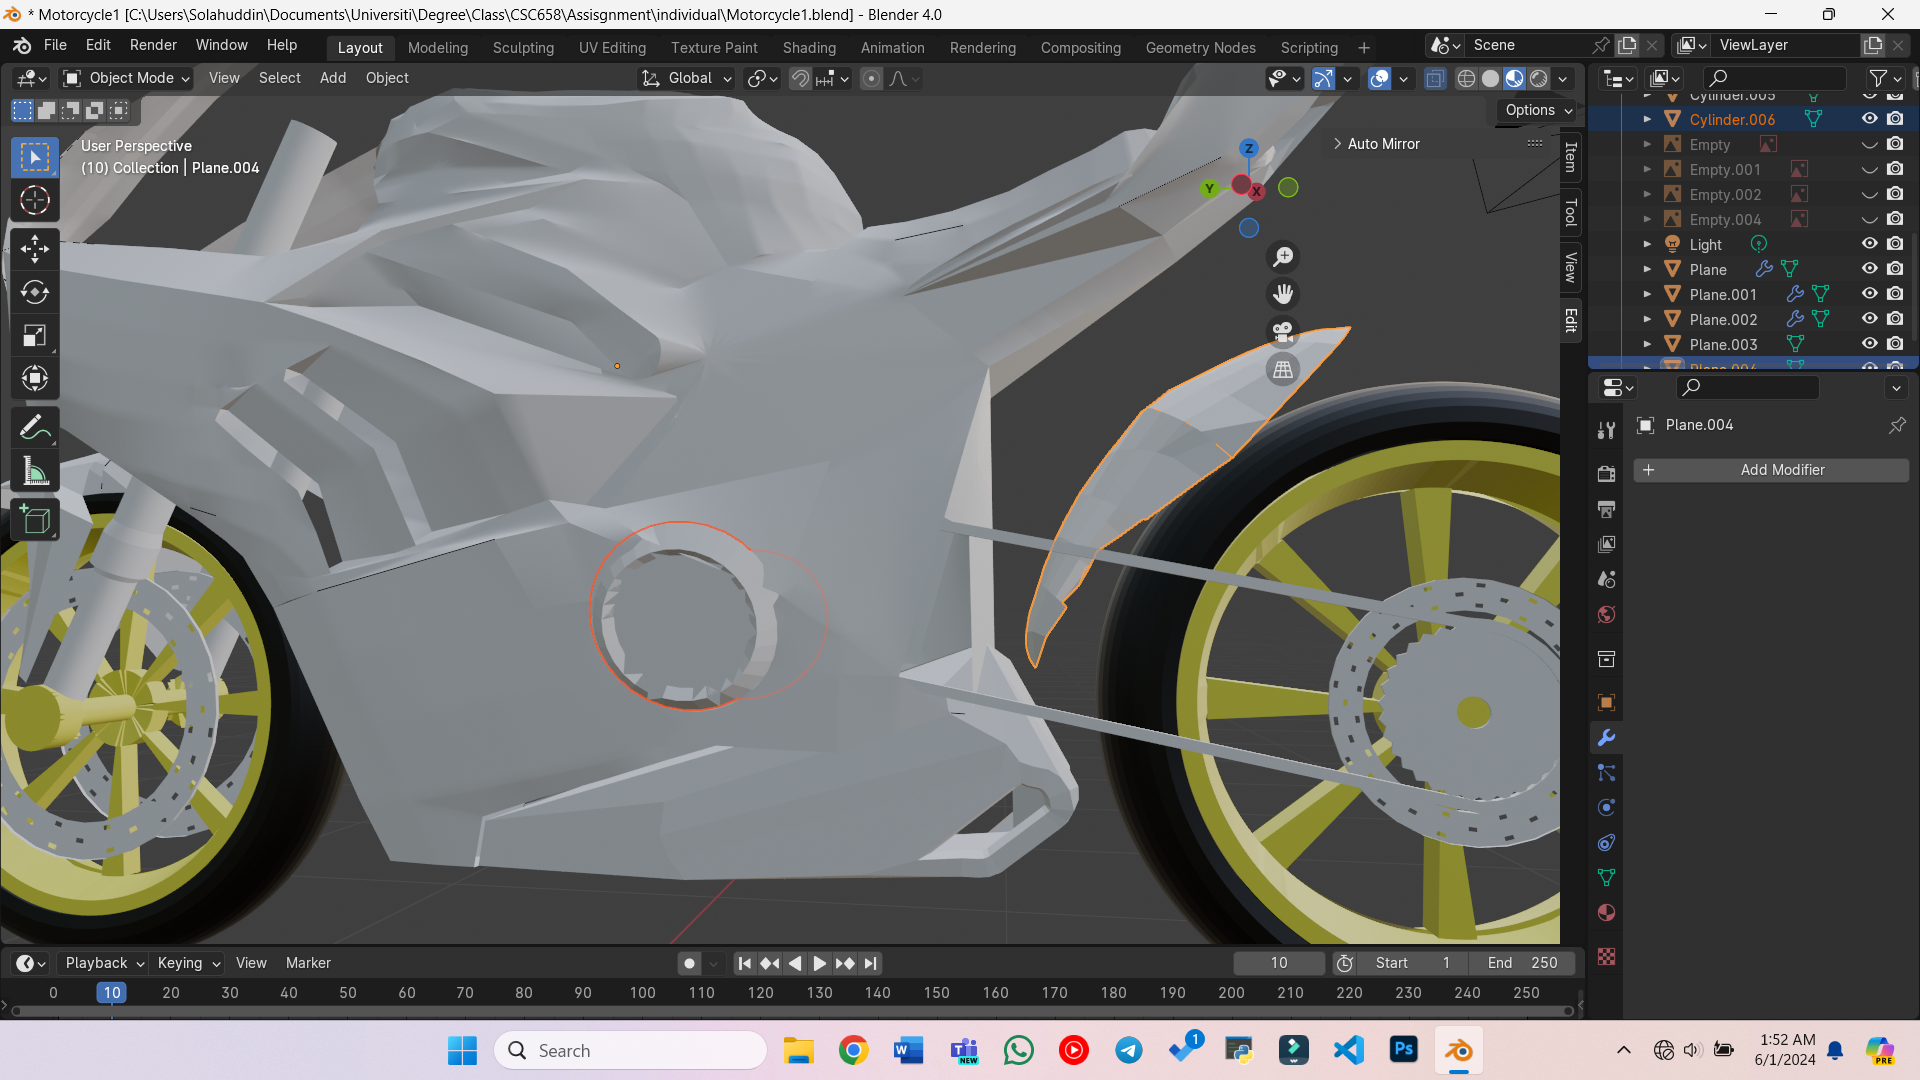 * Motorcycle1 [C:\Users\Solahuddin\Documents\Universiti\Degree\Class\CSC658\Assisgnment\individual\Motorcycle1.blend] - Blender 4.0
File Edit Render Window Help
Layout Modeling Sculpting UV Editing Texture Paint Shading Animation Rendering Compositing Geometry Nodes Scripting +
Scene
ViewLayer
Object Mode View Select Add Object
Global
Options
User Perspective
(10) Collection | Plane.004
Auto Mirror
Z
Y
X
Item
Tool
View
Edit
Cylinder.005
Cylinder.006
Empty
Empty.001
Empty.002
Empty.004
Light
Plane
Plane.001
Plane.002
Plane.003
Plane.004
Plane.004
+ Add Modifier
Playback Keying View Marker
10
Start 1
End 250
0 10 20 30 40 50 60 70 80 90 100 110 120 130 140 150 160 170 180 190 200 210 220 230 240 250
Search
W
T
NEW
1
Ps
1:52 AM
6/1/2024
PRE